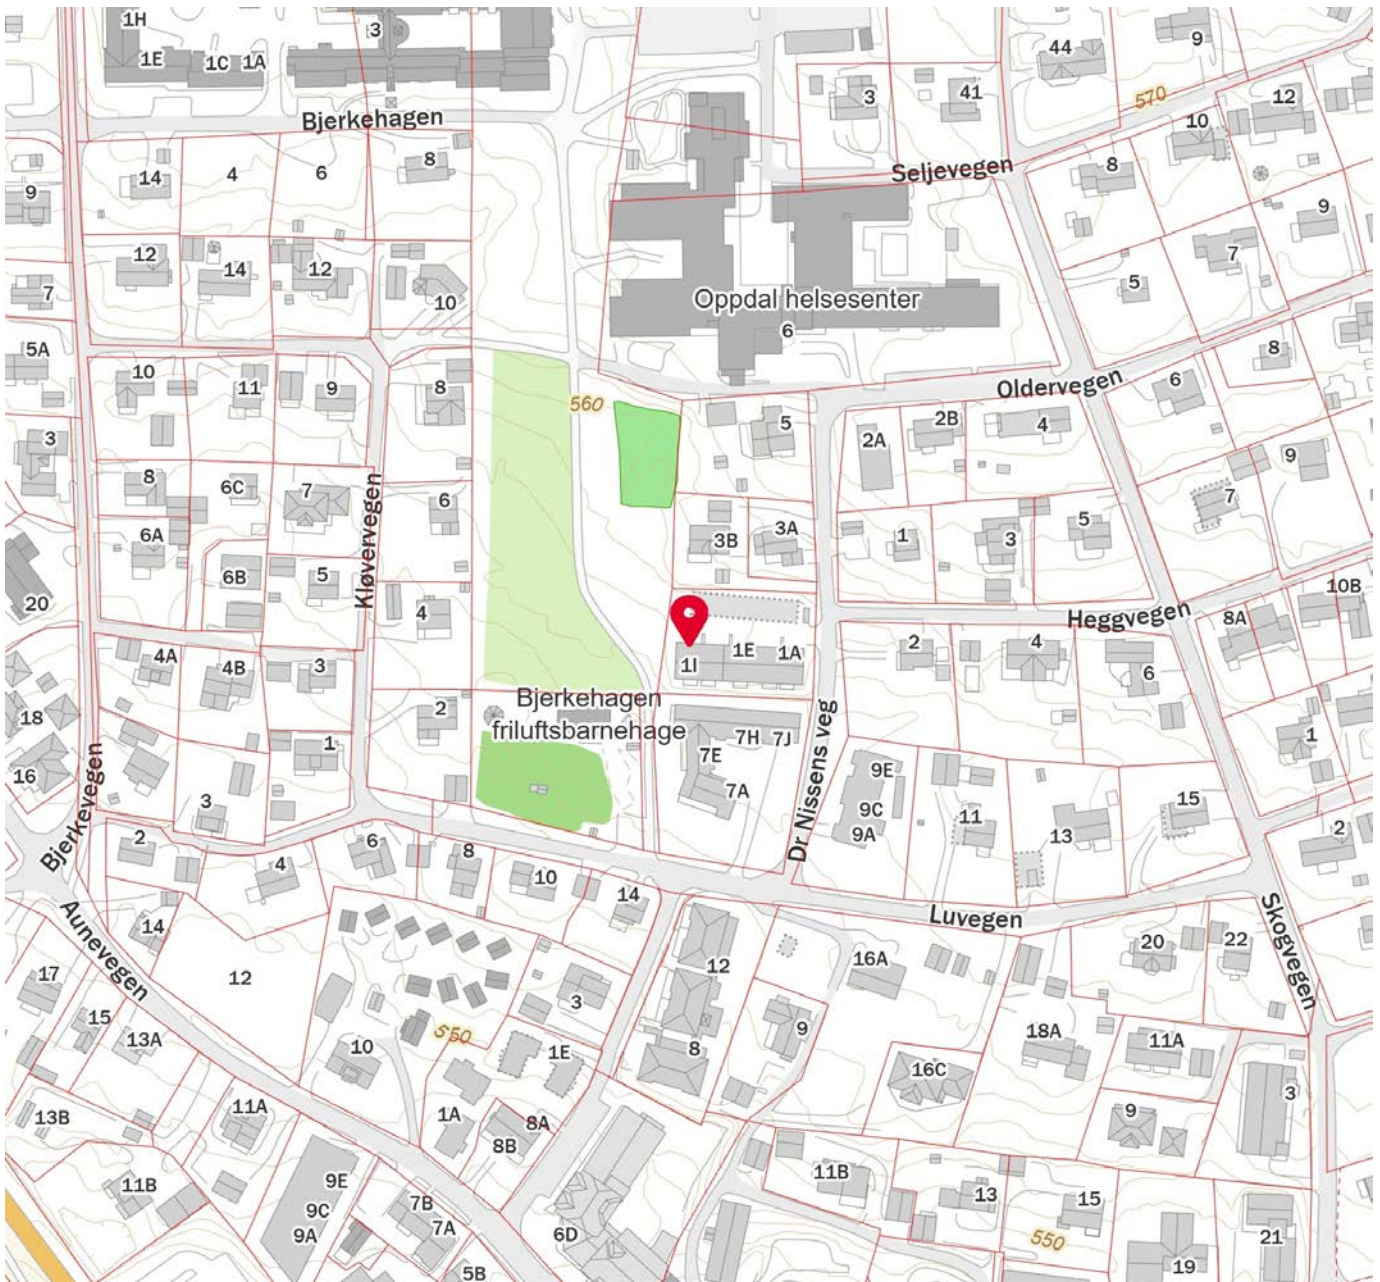 1H
3
1E
1C
1A
9
44
3
41
570
12
10
Bjerkehagen
8
14
4
6
9
Seljevegen
8
9
7
12
14
12
10
7
5
Oppdal helsesenter
6
5A
10
11
9
8
560
5
2A
2B
4
Oldervegen
6
8
3
8
6C
7
6
3B
3A
1
3
5
7
9
6A
6B
5
Kløvervegen
4
20
4A
4B
3
1I
1E
1A
2
4
6
Heggvegen
8A
10B
18
2
Bjerkehagen
friluftsbarnehage
7H
7J
7E
7A
Dr Nissens veg
1
1
16
Bjerkevegen
3
9E
9C
9A
11
13
15
2
2
4
6
8
10
14
Luvegen
Skogvegen
14
Aunevegen
12
12
16A
20
22
17
15
13A
10
550
3
1E
8
9
18A
11A
16C
9
3
13B
11A
1A
8A
8B
11B
9E
9C
9A
7B
7A
5B
6D
11B
13
15
550
19
21